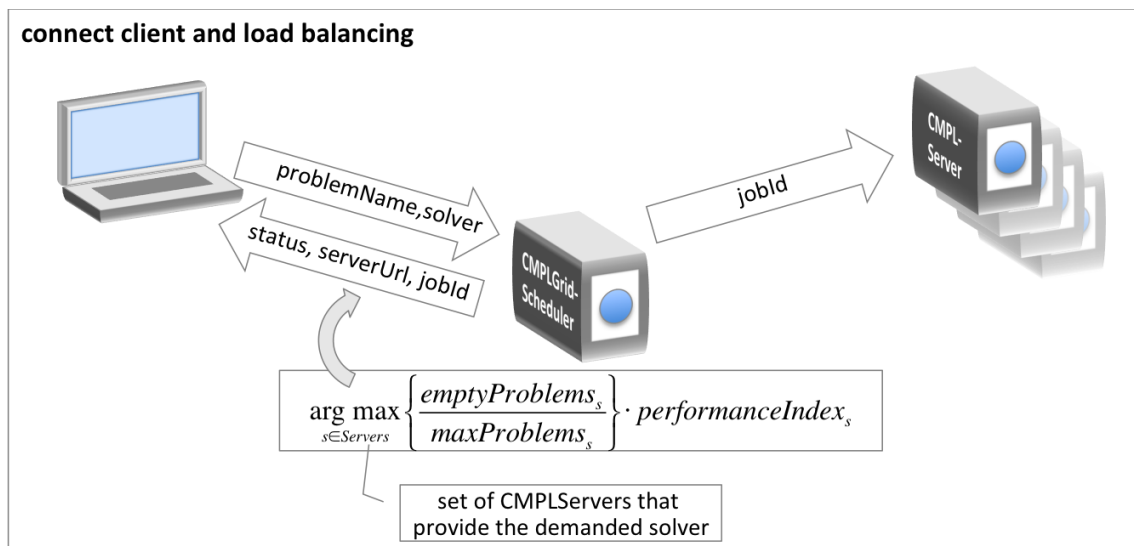 connect client and load balancing
problemName,solver
status, serverUrl, jobId
CMPLGrid-
Scheduler
jobId
CMPL-
Server
arg max { emptyProblems_s / maxProblems_s } · performanceIndex_s
s∈Servers
set of CMPLServers that
provide the demanded solver